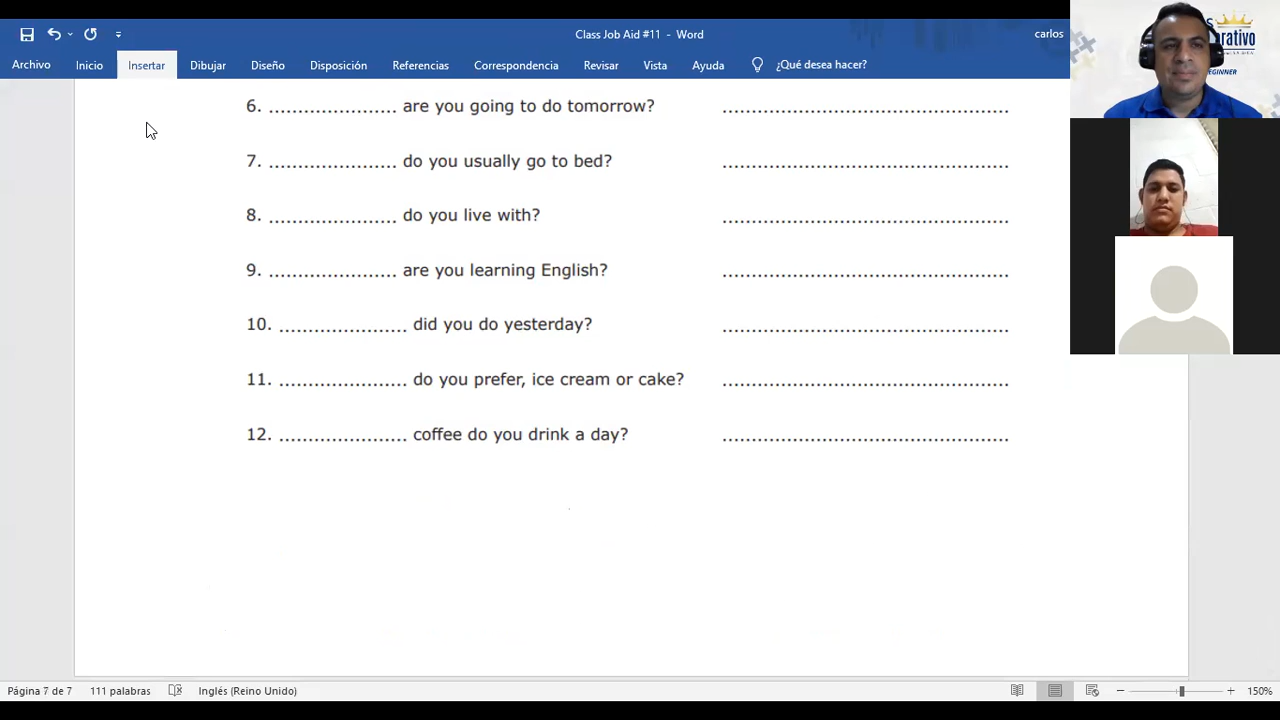 Class Job Aid #11 - Word
carlos
Archivo Inicio Insertar Dibujar Diseño Disposición Referencias Correspondencia Revisar Vista Ayuda ¿Qué desea hacer?
6. ...................... are you going to do tomorrow? .................................................
7. ...................... do you usually go to bed? .................................................
8. ...................... do you live with? .................................................
9. ...................... are you learning English? .................................................
10. ...................... did you do yesterday? .................................................
11. ...................... do you prefer, ice cream or cake? .................................................
12. ...................... coffee do you drink a day? .................................................
Página 7 de 7 111 palabras Inglés (Reino Unido) 150%